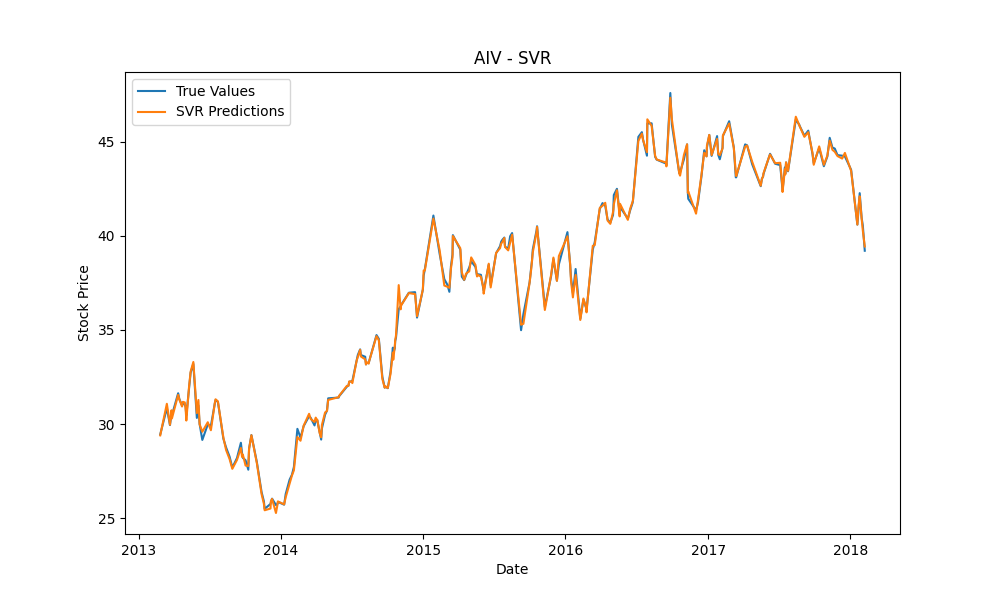 AIV - SVR
True Values
SVR Predictions
Stock Price
45
40
35
30
25
2013 2014 2015 2016 2017 2018
Date